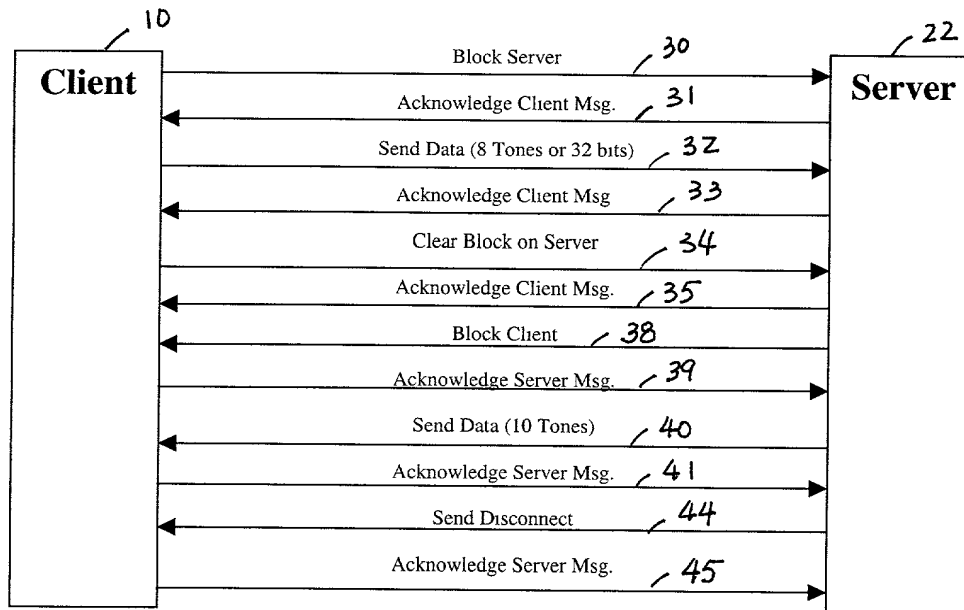 10
22
Client
Server
Block Server 30
Acknowledge Client Msg. 31
Send Data (8 Tones or 32 bits) 32
Acknowledge Client Msg 33
Clear Block on Server 34
Acknowledge Client Msg. 35
Block Client 38
Acknowledge Server Msg. 39
Send Data (10 Tones) 40
Acknowledge Server Msg. 41
Send Disconnect 44
Acknowledge Server Msg. 45